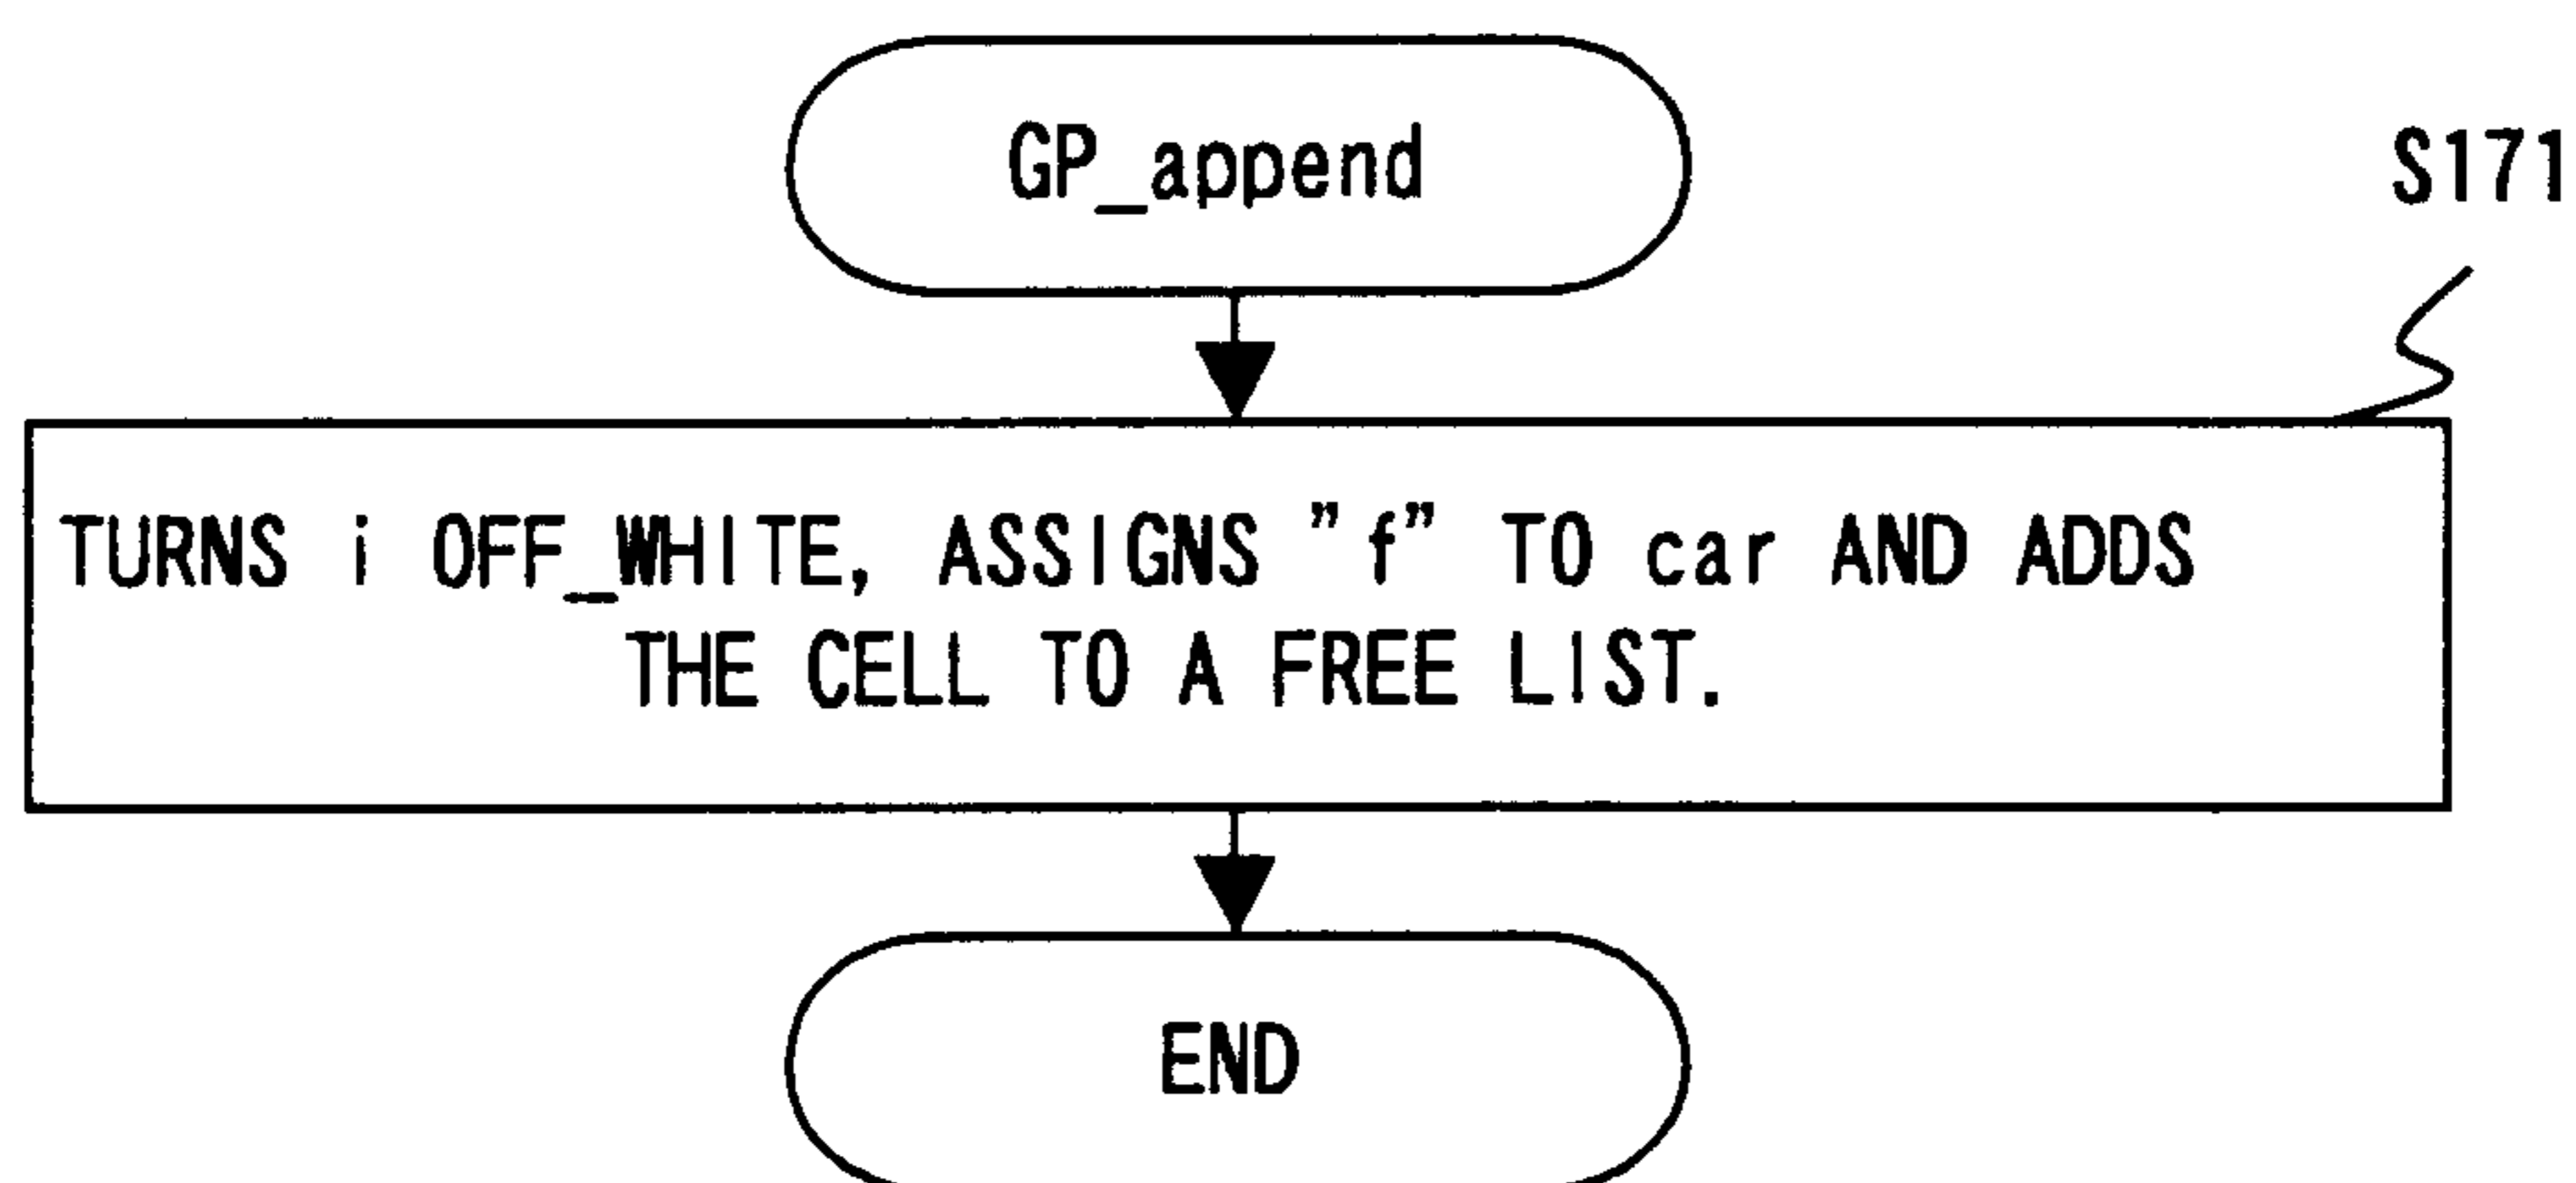 GP_append
S171
TURNS i OFF_WHITE, ASSIGNS "f" TO car AND ADDS
THE CELL TO A FREE LIST.
END